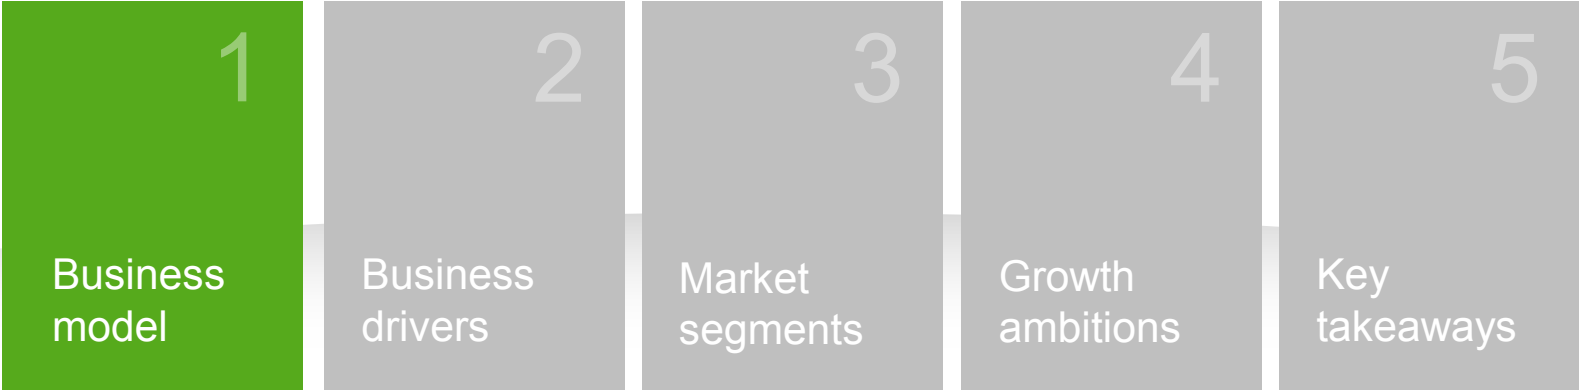 1
Business
model
2
Business
drivers
3
Market
segments
4
Growth
ambitions
5
Key
takeaways